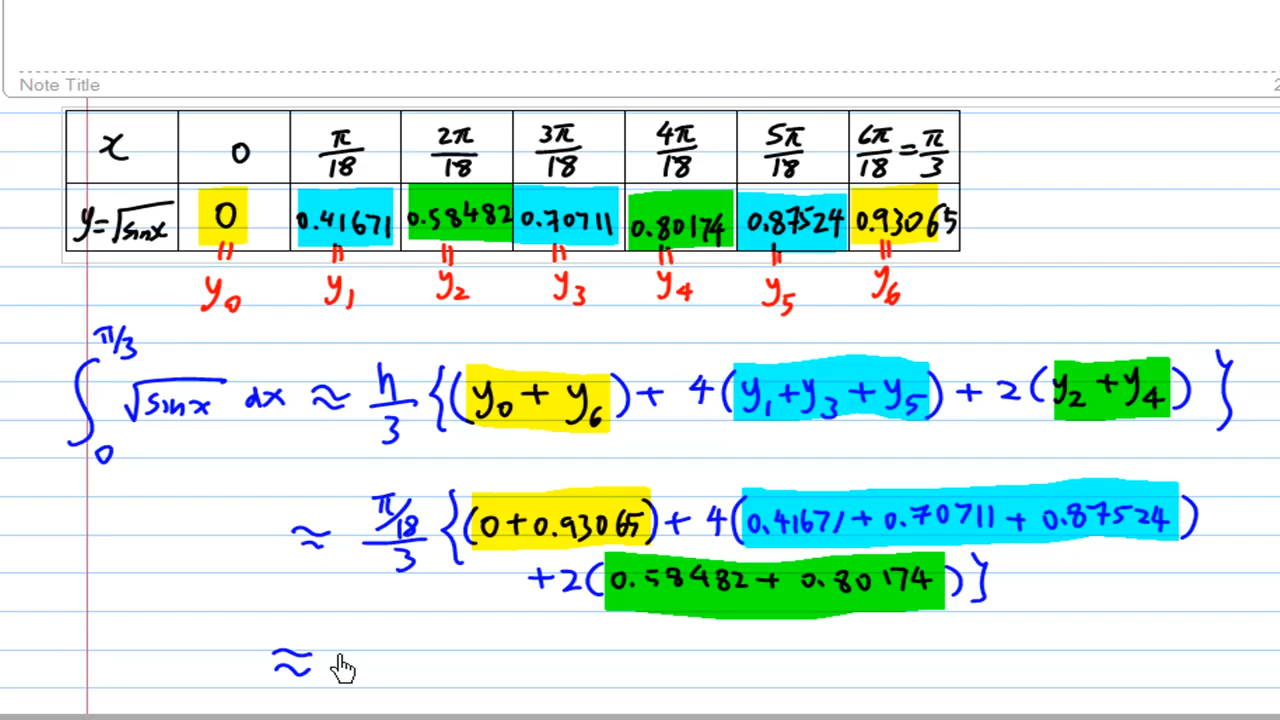 Note Title 2
x 0 π/18 2π/18 3π/18 4π/18 5π/18 6π/18 = π/3
y=√sinx 0 0.41671 0.58482 0.70711 0.80174 0.87524 0.93065
y₀ y₁ y₂ y₃ y₄ y₅ y₆
∫₀^(π/3) √sinx dx ≈ h/3 {(y₀ + y₆) + 4(y₁+y₃+y₅) + 2(y₂+y₄)}
≈ (π/18)/3 {(0+0.93065) + 4(0.41671+0.70711+0.87524)
+2(0.58482+0.80174)}
≈